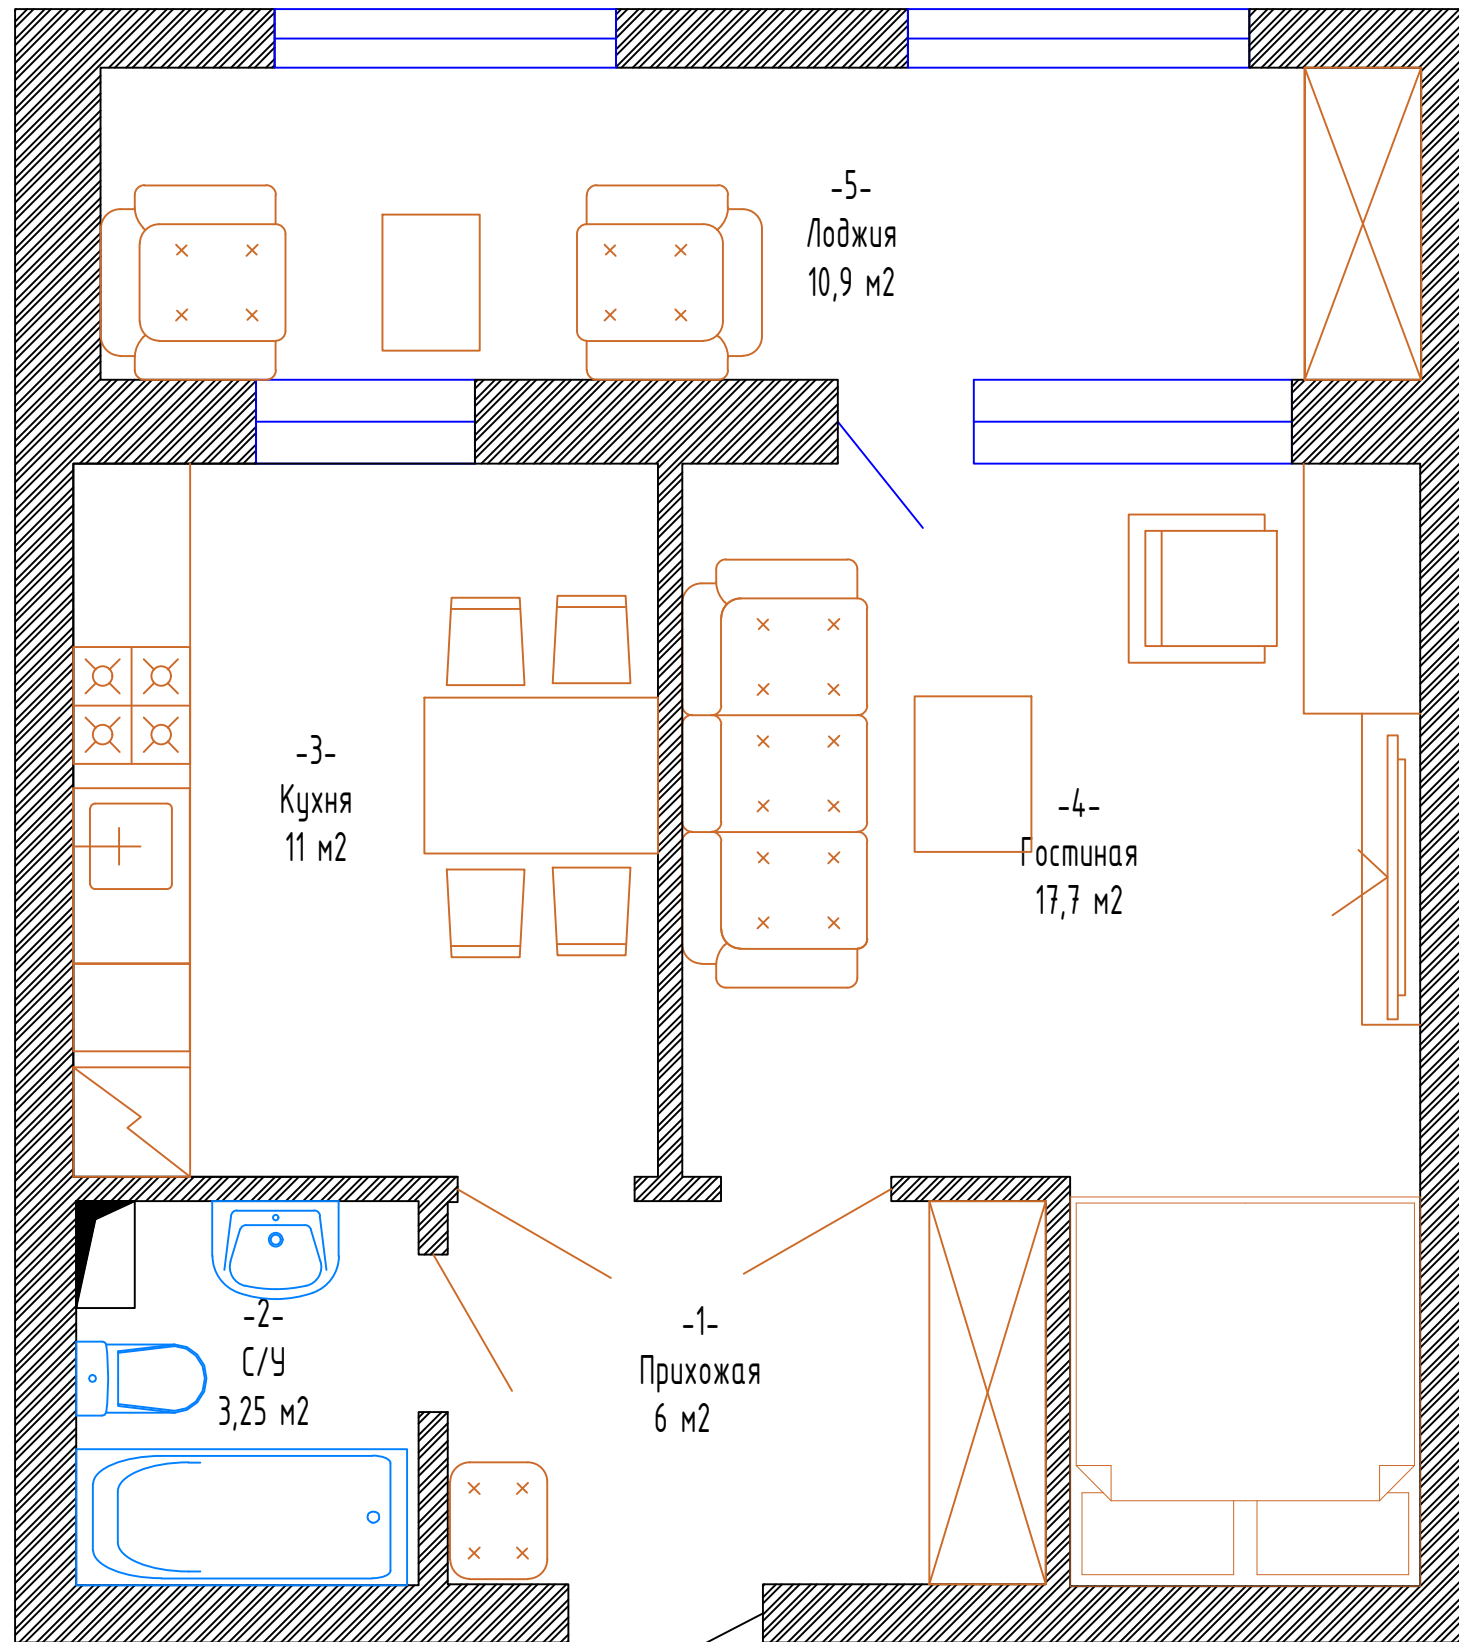 -5-
Лоджия
10,9 м2
-3-
Кухня
11 м2
-4-
Гостиная
17,7 м2
-2-
С/У
3,25 м2
-1-
Прихожая
6 м2